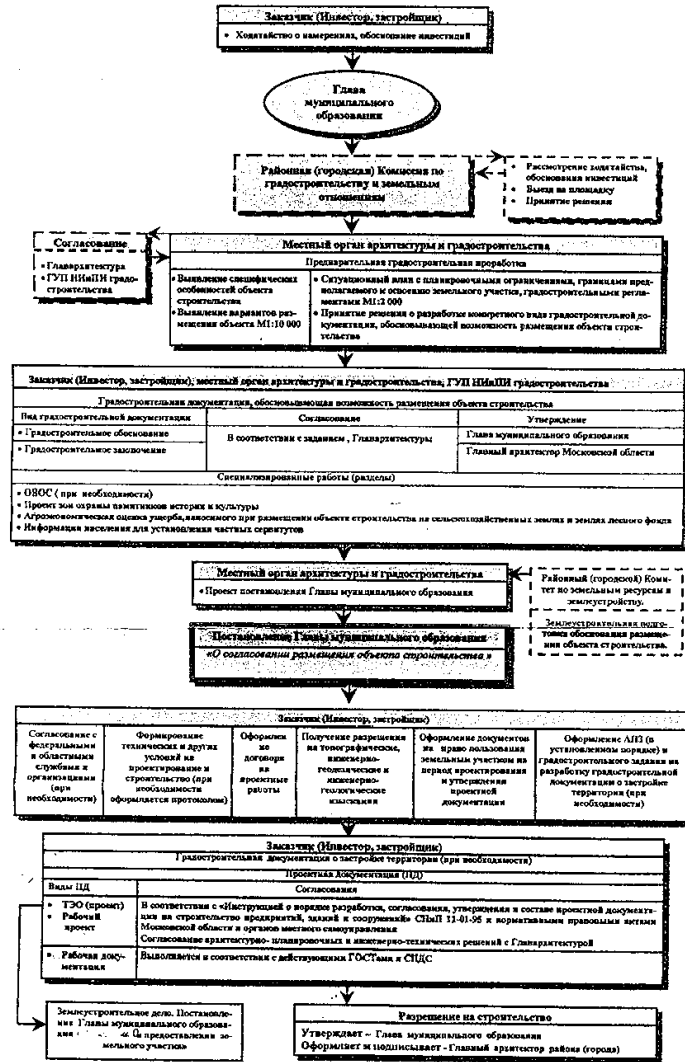 Заказчик (Инвестор, застройщик)
• Ходатайство о намерениях, обоснование инвестиций
Глава
муниципального
образования
Районная (городская) Комиссия по
градостроительству и земельным
отношениям
• Рассмотрение ходатайства,
обоснования инвестиций
• Выезд на площадку
• Принятие решения
Согласование
• Главархитектура
• ГУП НИиПИ градо-
строительства
Местный орган архитектуры и градостроительства
Предварительная градостроительная проработка
• Выявление специфических
особенностей объекта
строительства
• Выявление вариантов раз-
мещения объекта М1:10 000
• Ситуационный план с планировочными ограничениями, границами пред-
полагаемого к освоению земельного участка, градостроительными регла-
ментами М1:2 000
• Принятие решения о разработке конкретного вида градостроительной до-
кументации, обосновывающей возможность размещения объекта строи-
тельства
Заказчик (Инвестор, застройщик), местный орган архитектуры и градостроительства, ГУП НИиПИ градостроительства
Градостроительная документация, обосновывающая возможность размещения объекта строительства
Вид градостроительной документации
Согласование
Утверждение
• Градостроительное обоснование
• Градостроительное заключение
В соответствии с заданием , Главархитектуры
Глава муниципального образования
Главный архитектор Московской области
Специализированные работы (разделы)
• ОВОС ( при необходимости)
• Проект зон охраны памятников истории и культуры
• Агроэкономическая оценка ущерба, наносимого при размещении объекта строительства на сельскохозяйственных землях и землях лесного фонда
• Информация населения для установления частных сервитутов
Местный орган архитектуры и градостроительства
• Проект постановления Главы муниципального образования
Районный (городской) Коми-
тет по земельным ресурсам и
землеустройству.
Землеустроительная подго-
товка обоснования размеще-
ния объекта строительства.
Постановление Главы муниципального образования
«О согласовании размещения объекта строительства »
Заказчик (Инвестор, застройщик)
Согласование с
федеральными
и областными
службами и
организациями
(при
необходимости)
Формирование
технических и других
условий на
проектирование и
строительство (при
необходимости
оформляется протоколом)
Оформлен
ие
договора
на
проектные
работы
Получение разрешения
на топографические,
инженерно-
геодезические и
инженерно-
геологические
изыскания
Оформление документов
на право пользования
земельным участком на
период проектирования
и утверждения
проектной
документации
Оформление АПЗ (в
установленном порядке) и
градостроительного задания на
разработку градостроительной
документации о застройке
территории (при
необходимости)
Заказчик (Инвестор, застройщик)
Градостроительная документация о застройке территории (при необходимости)
Проектная документация (ПД)
Виды ПД
Согласования
• ТЭО (проект)
• Рабочий
проект
В соответствии с «Инструкцией о порядке разработки, согласования, утверждения и составе проектной документа-
ции на строительство предприятий, зданий и сооружений» СНиП 11-01-95 и нормативными правовыми актами
Московской области и органов местного самоуправления
Согласование архитектурно- планировочных и инженерно-технических решений с Главархитектурой
• Рабочая доку-
ментация
Выполняется в соответствии с действующими ГОСТами и СПДС
Землеустроительное дело. Постановле-
ние Главы муниципального образова-
ния « О предоставлении зе-
мельного участка»
Разрешение на строительство
Утверждает – Глава муниципального образования
Оформляет и подписывает - Главный архитектор района (города)